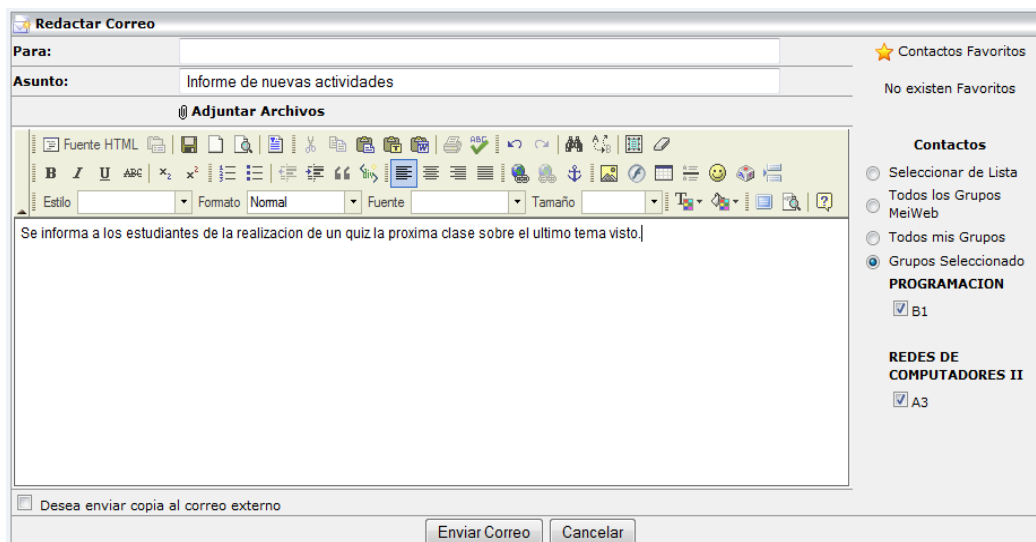 Redactar Correo
Para:
Contactos Favoritos
Asunto:
Informe de nuevas actividades
No existen Favoritos
Adjuntar Archivos
Fuente HTML
Contactos
B I U ABC x₂ x²
Seleccionar de Lista
Estilo Formato Normal Fuente Tamaño
Todos los Grupos
MeiWeb
Se informa a los estudiantes de la realizacion de un quiz la proxima clase sobre el ultimo tema visto.
Todos mis Grupos
Grupos Seleccionado
PROGRAMACION
B1
REDES DE
COMPUTADORES II
A3
Desea enviar copia al correo externo
Enviar Correo Cancelar